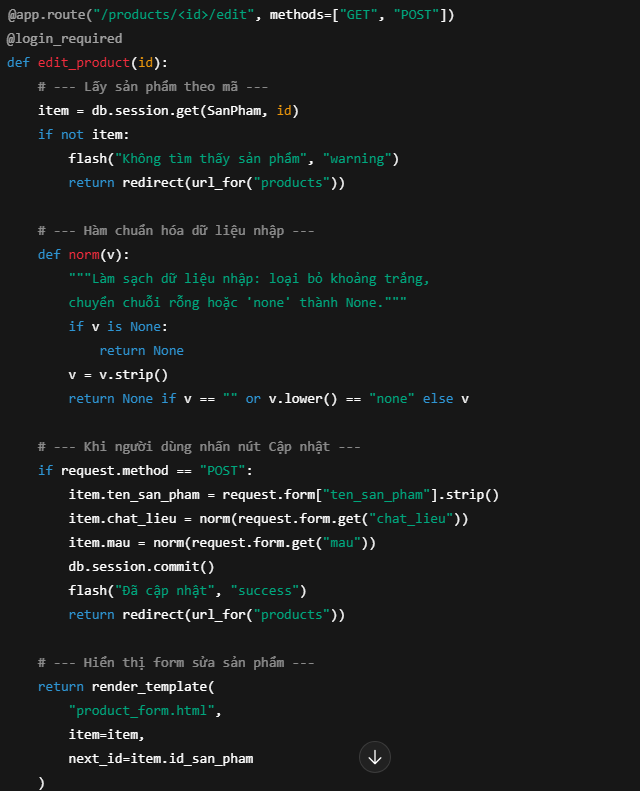 @app.route("/products/<id>/edit", methods=["GET", "POST"])
@login_required
def edit_product(id):
    # --- Lấy sản phẩm theo mã ---
    item = db.session.get(SanPham, id)
    if not item:
        flash("Không tìm thấy sản phẩm", "warning")
        return redirect(url_for("products"))

    # --- Hàm chuẩn hóa dữ liệu nhập ---
    def norm(v):
        """Làm sạch dữ liệu nhập: loại bỏ khoảng trắng,
        chuyển chuỗi rỗng hoặc 'none' thành None."""
        if v is None:
            return None
        v = v.strip()
        return None if v == "" or v.lower() == "none" else v

    # --- Khi người dùng nhấn nút Cập nhật ---
    if request.method == "POST":
        item.ten_san_pham = request.form["ten_san_pham"].strip()
        item.chat_lieu = norm(request.form.get("chat_lieu"))
        item.mau = norm(request.form.get("mau"))
        db.session.commit()
        flash("Đã cập nhật", "success")
        return redirect(url_for("products"))

    # --- Hiển thị form sửa sản phẩm ---
    return render_template(
        "product_form.html",
        item=item,
        next_id=item.id_san_pham
    )